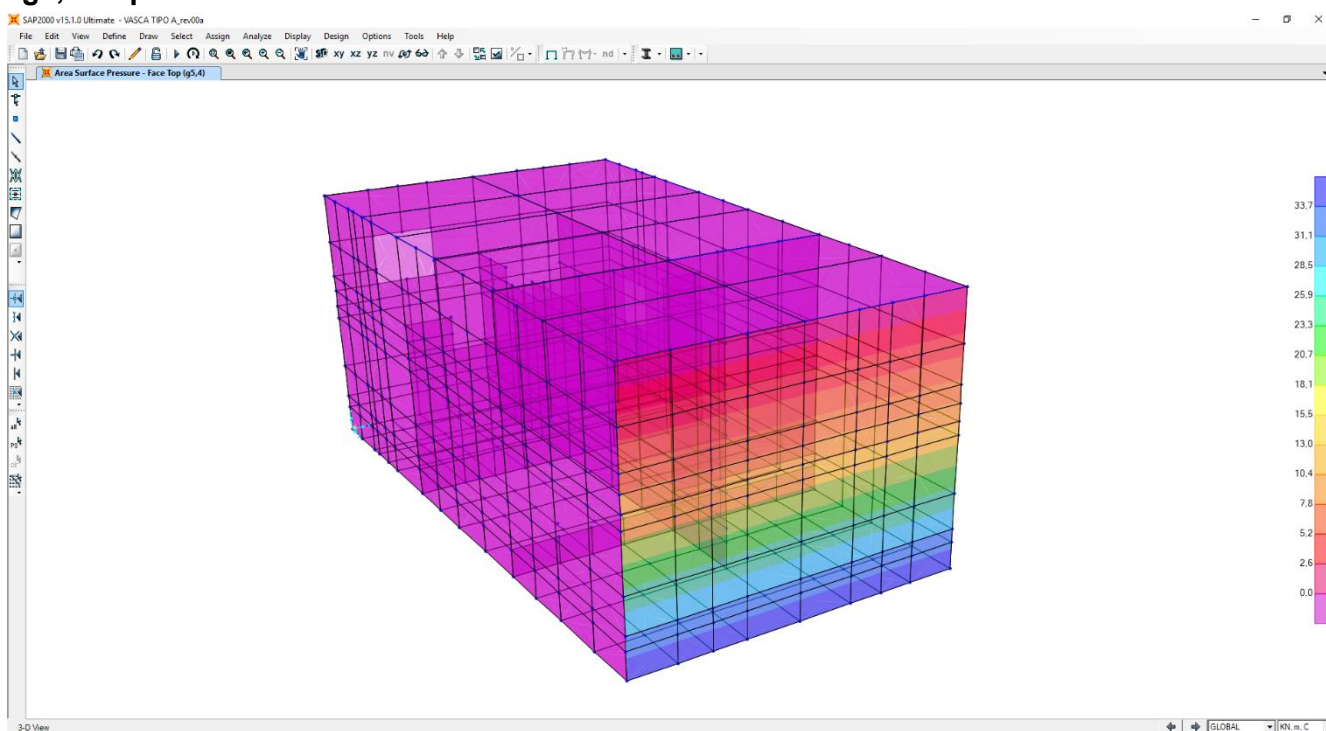 SAP2000 v15.1.0 Ultimate - VASCA TIPO A_rev00a
File Edit View Define Draw Select Assign Analyze Display Design Options Tools Help
xy xz yz nv nd
Area Surface Pressure - Face Top (g5,4)
33,7
31,1
28,5
25,9
23,3
20,7
18,1
15,5
13,0
10,4
7,8
5,2
2,6
0,0
3-D View
GLOBAL
KN, m, C